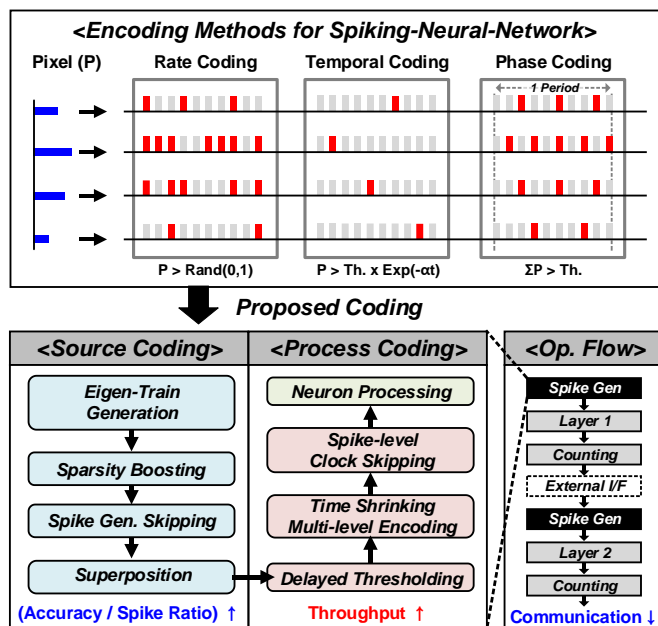 <Encoding Methods for Spiking-Neural-Network>
Pixel (P) Rate Coding Temporal Coding Phase Coding
1 Period
P > Rand(0,1) P > Th. x Exp(-αt) ΣP > Th.
Proposed Coding
<Source Coding> <Process Coding> <Op. Flow>
Eigen-Train
Generation
Sparsity Boosting
Spike Gen. Skipping
Superposition
(Accuracy / Spike Ratio) ↑
Neuron Processing
Spike-level
Clock Skipping
Time Shrinking
Multi-level Encoding
Delayed Thresholding
Throughput ↑
Spike Gen
Layer 1
Counting
External I/F
Spike Gen
Layer 2
Counting
Communication ↓